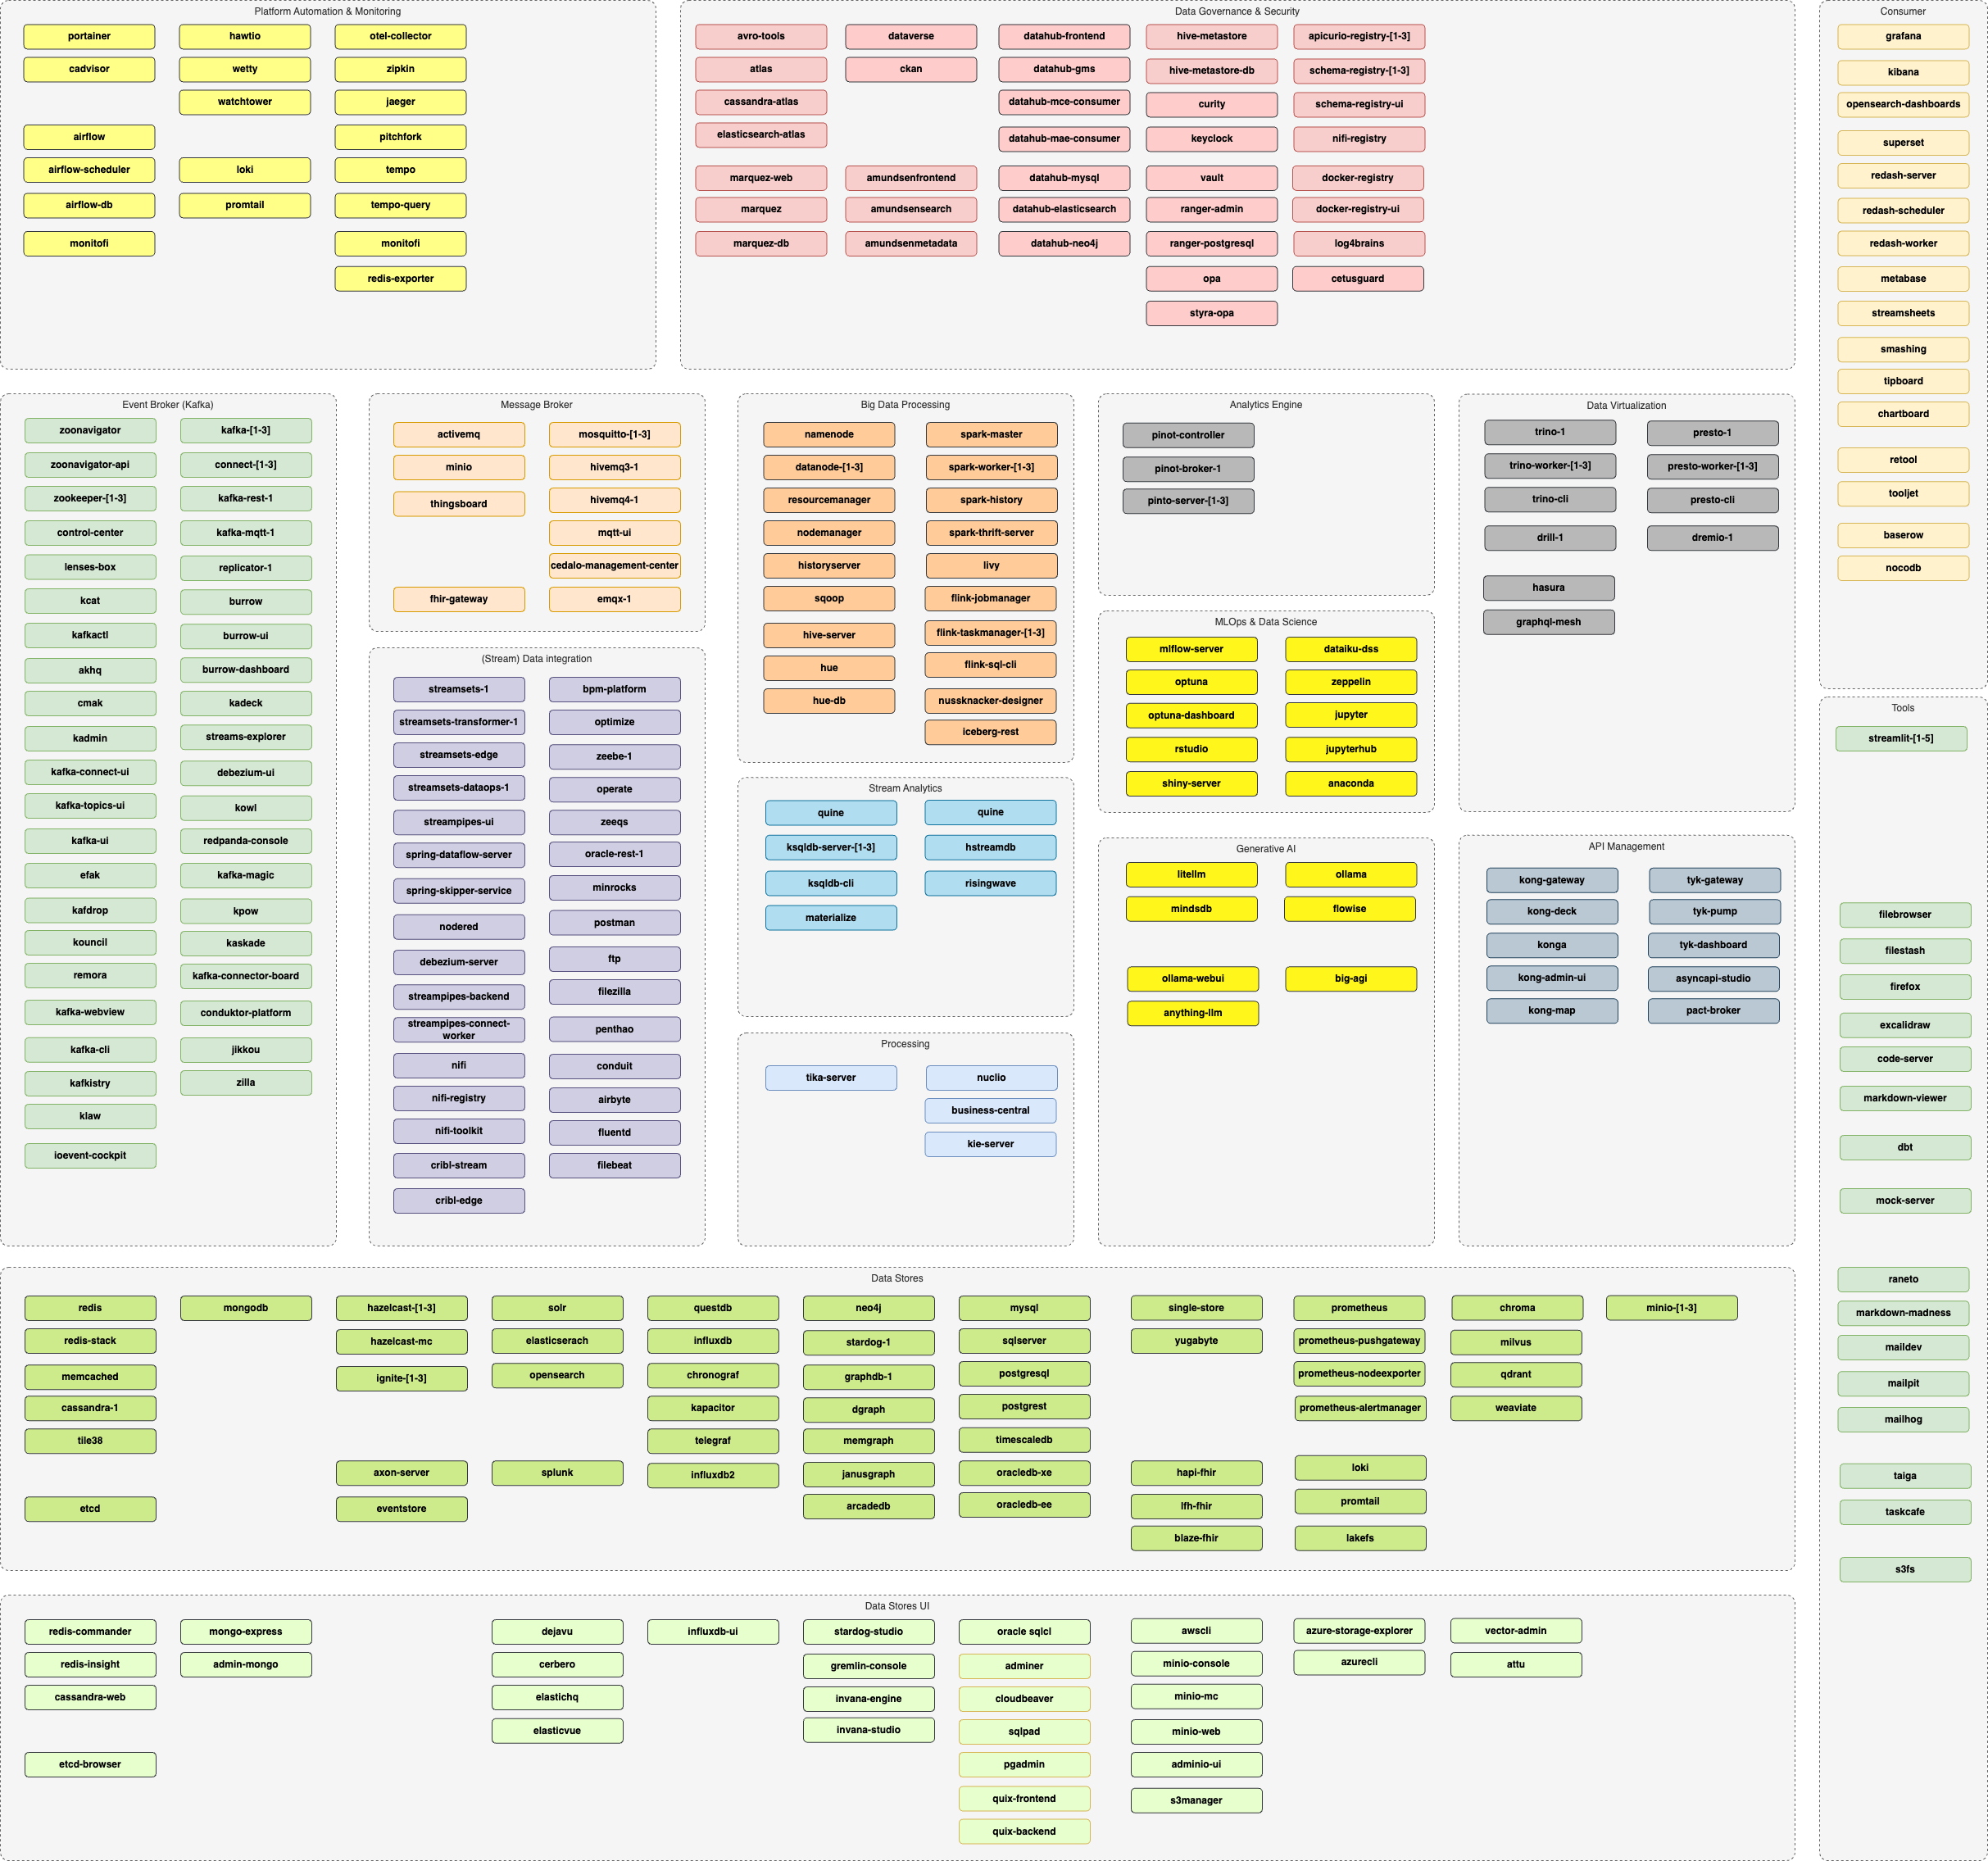 Platform Automation & Monitoring
portainer
cadvisor
airflow
airflow-scheduler
airflow-db
monitofi
hawtio
wetty
watchtower
loki
promtail
otel-collector
zipkin
jaeger
pitchfork
tempo
tempo-query
monitofi
redis-exporter
Data Governance & Security
avro-tools
atlas
cassandra-atlas
elasticsearch-atlas
marquez-web
marquez
marquez-db
dataverse
ckan
amundsenfrontend
amundsensearch
amundsenmetadata
datahub-frontend
datahub-gms
datahub-mce-consumer
datahub-mae-consumer
datahub-mysql
datahub-elasticsearch
datahub-neo4j
hive-metastore
hive-metastore-db
curity
keyclock
vault
ranger-admin
ranger-postgresql
opa
styra-opa
apicurio-registry-[1-3]
schema-registry-[1-3]
schema-registry-ui
nifi-registry
docker-registry
docker-registry-ui
log4brains
cetusguard
Consumer
grafana
kibana
opensearch-dashboards
superset
redash-server
redash-scheduler
redash-worker
metabase
streamsheets
smashing
tipboard
chartboard
retool
tooljet
baserow
nocodb
Event Broker (Kafka)
zoonavigator
zoonavigator-api
zookeeper-[1-3]
control-center
lenses-box
kcat
kafkactl
akhq
cmak
kadmin
kafka-connect-ui
kafka-topics-ui
kafka-ui
efak
kafdrop
kouncil
remora
kafka-webview
kafka-cli
kafkistry
klaw
ioevent-cockpit
kafka-[1-3]
connect-[1-3]
kafka-rest-1
kafka-mqtt-1
replicator-1
burrow
burrow-ui
burrow-dashboard
kadeck
streams-explorer
debezium-ui
kowl
redpanda-console
kafka-magic
kpow
kaskade
kafka-connector-board
conduktor-platform
jikkou
zilla
Message Broker
activemq
minio
thingsboard
fhir-gateway
mosquitto-[1-3]
hivemq3-1
hivemq4-1
mqtt-ui
cedalo-management-center
emqx-1
(Stream) Data integration
streamsets-1
streamsets-transformer-1
streamsets-edge
streamsets-dataops-1
streampipes-ui
spring-dataflow-server
spring-skipper-service
nodered
debezium-server
streampipes-backend
streampipes-connect-
worker
nifi
nifi-registry
nifi-toolkit
cribl-stream
cribl-edge
bpm-platform
optimize
zeebe-1
operate
zeeqs
oracle-rest-1
minrocks
postman
ftp
filezilla
penthao
conduit
airbyte
fluentd
filebeat
Big Data Processing
namenode
datanode-[1-3]
resourcemanager
nodemanager
historyserver
sqoop
hive-server
hue
hue-db
spark-master
spark-worker-[1-3]
spark-history
spark-thrift-server
livy
flink-jobmanager
flink-taskmanager-[1-3]
flink-sql-cli
nussknacker-designer
iceberg-rest
Stream Analytics
quine
ksqldb-server-[1-3]
ksqldb-cli
materialize
quine
hstreamdb
risingwave
Processing
tika-server
nuclio
business-central
kie-server
Analytics Engine
pinot-controller
pinot-broker-1
pinto-server-[1-3]
MLOps & Data Science
mlflow-server
optuna
optuna-dashboard
rstudio
shiny-server
dataiku-dss
zeppelin
jupyter
jupyterhub
anaconda
Generative AI
litellm
mindsdb
ollama-webui
anything-llm
ollama
flowise
big-agi
Data Virtualization
trino-1
trino-worker-[1-3]
trino-cli
drill-1
hasura
graphql-mesh
presto-1
presto-worker-[1-3]
presto-cli
dremio-1
API Management
kong-gateway
kong-deck
konga
kong-admin-ui
kong-map
tyk-gateway
tyk-pump
tyk-dashboard
asyncapi-studio
pact-broker
Tools
streamlit-[1-5]
filebrowser
filestash
firefox
excalidraw
code-server
markdown-viewer
dbt
mock-server
raneto
markdown-madness
maildev
mailpit
mailhog
taiga
taskcafe
s3fs
Data Stores
redis
redis-stack
memcached
cassandra-1
tile38
etcd
mongodb
hazelcast-[1-3]
hazelcast-mc
ignite-[1-3]
axon-server
eventstore
solr
elasticserach
opensearch
splunk
questdb
influxdb
chronograf
kapacitor
telegraf
influxdb2
neo4j
stardog-1
graphdb-1
dgraph
memgraph
janusgraph
arcadedb
mysql
sqlserver
postgresql
postgrest
timescaledb
oracledb-xe
oracledb-ee
single-store
yugabyte
hapi-fhir
lfh-fhir
blaze-fhir
prometheus
prometheus-pushgateway
prometheus-nodeexporter
prometheus-alertmanager
loki
promtail
lakefs
chroma
milvus
qdrant
weaviate
minio-[1-3]
Data Stores UI
redis-commander
redis-insight
cassandra-web
etcd-browser
mongo-express
admin-mongo
dejavu
cerbero
elastichq
elasticvue
influxdb-ui
stardog-studio
gremlin-console
invana-engine
invana-studio
oracle sqlcl
adminer
cloudbeaver
sqlpad
pgadmin
quix-frontend
quix-backend
awscli
minio-console
minio-mc
minio-web
adminio-ui
s3manager
azure-storage-explorer
azurecli
vector-admin
attu